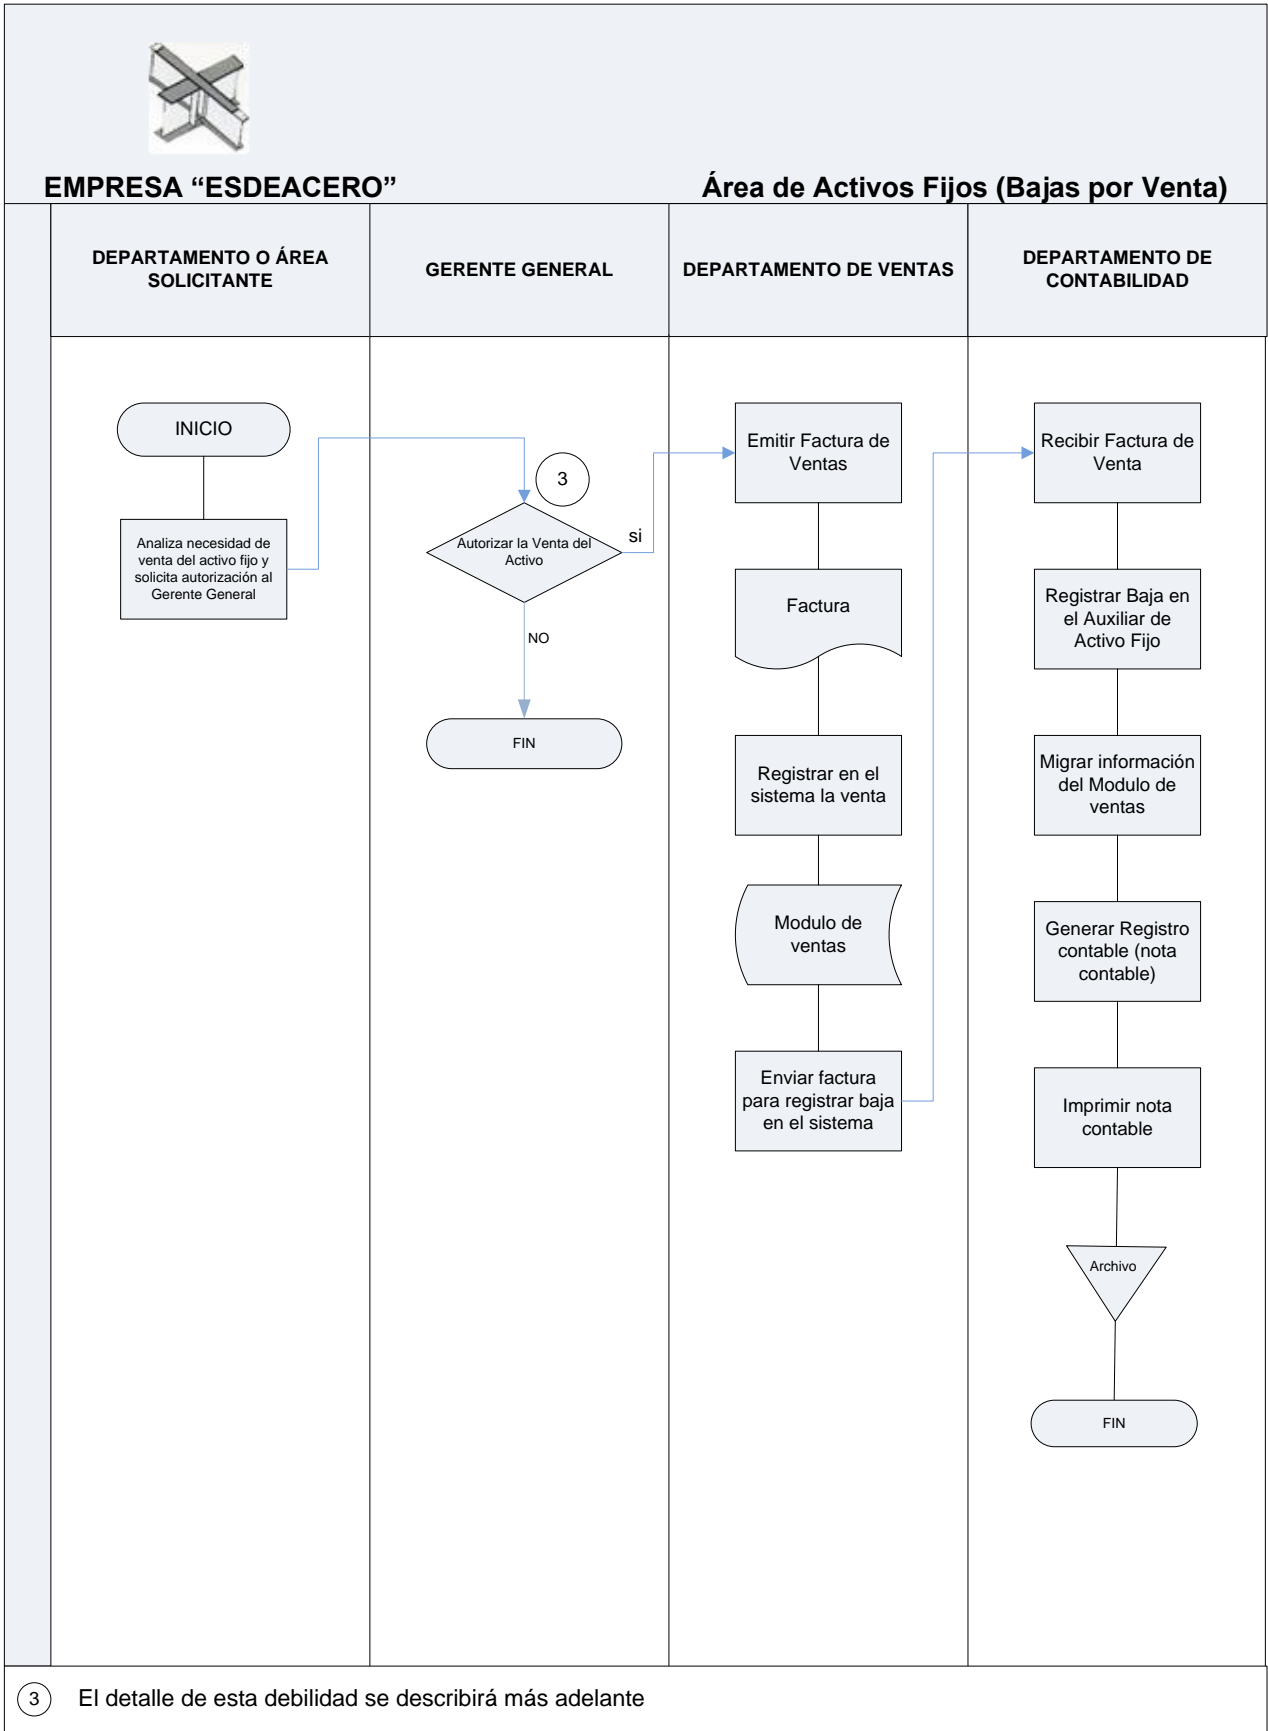 EMPRESA “ESDEACERO”
Área de Activos Fijos (Bajas por Venta)
DEPARTAMENTO O ÁREA
SOLICITANTE
GERENTE GENERAL
DEPARTAMENTO DE VENTAS
DEPARTAMENTO DE
CONTABILIDAD
INICIO
Analiza necesidad de
venta del activo fijo y
solicita autorización al
Gerente General
3
Autorizar la Venta del
Activo
si
NO
FIN
Emitir Factura de
Ventas
Factura
Registrar en el
sistema la venta
Modulo de
ventas
Enviar factura
para registrar baja
en el sistema
Recibir Factura de
Venta
Registrar Baja en
el Auxiliar de
Activo Fijo
Migrar información
del Modulo de
ventas
Generar Registro
contable (nota
contable)
Imprimir nota
contable
Archivo
FIN
3 El detalle de esta debilidad se describirá más adelante